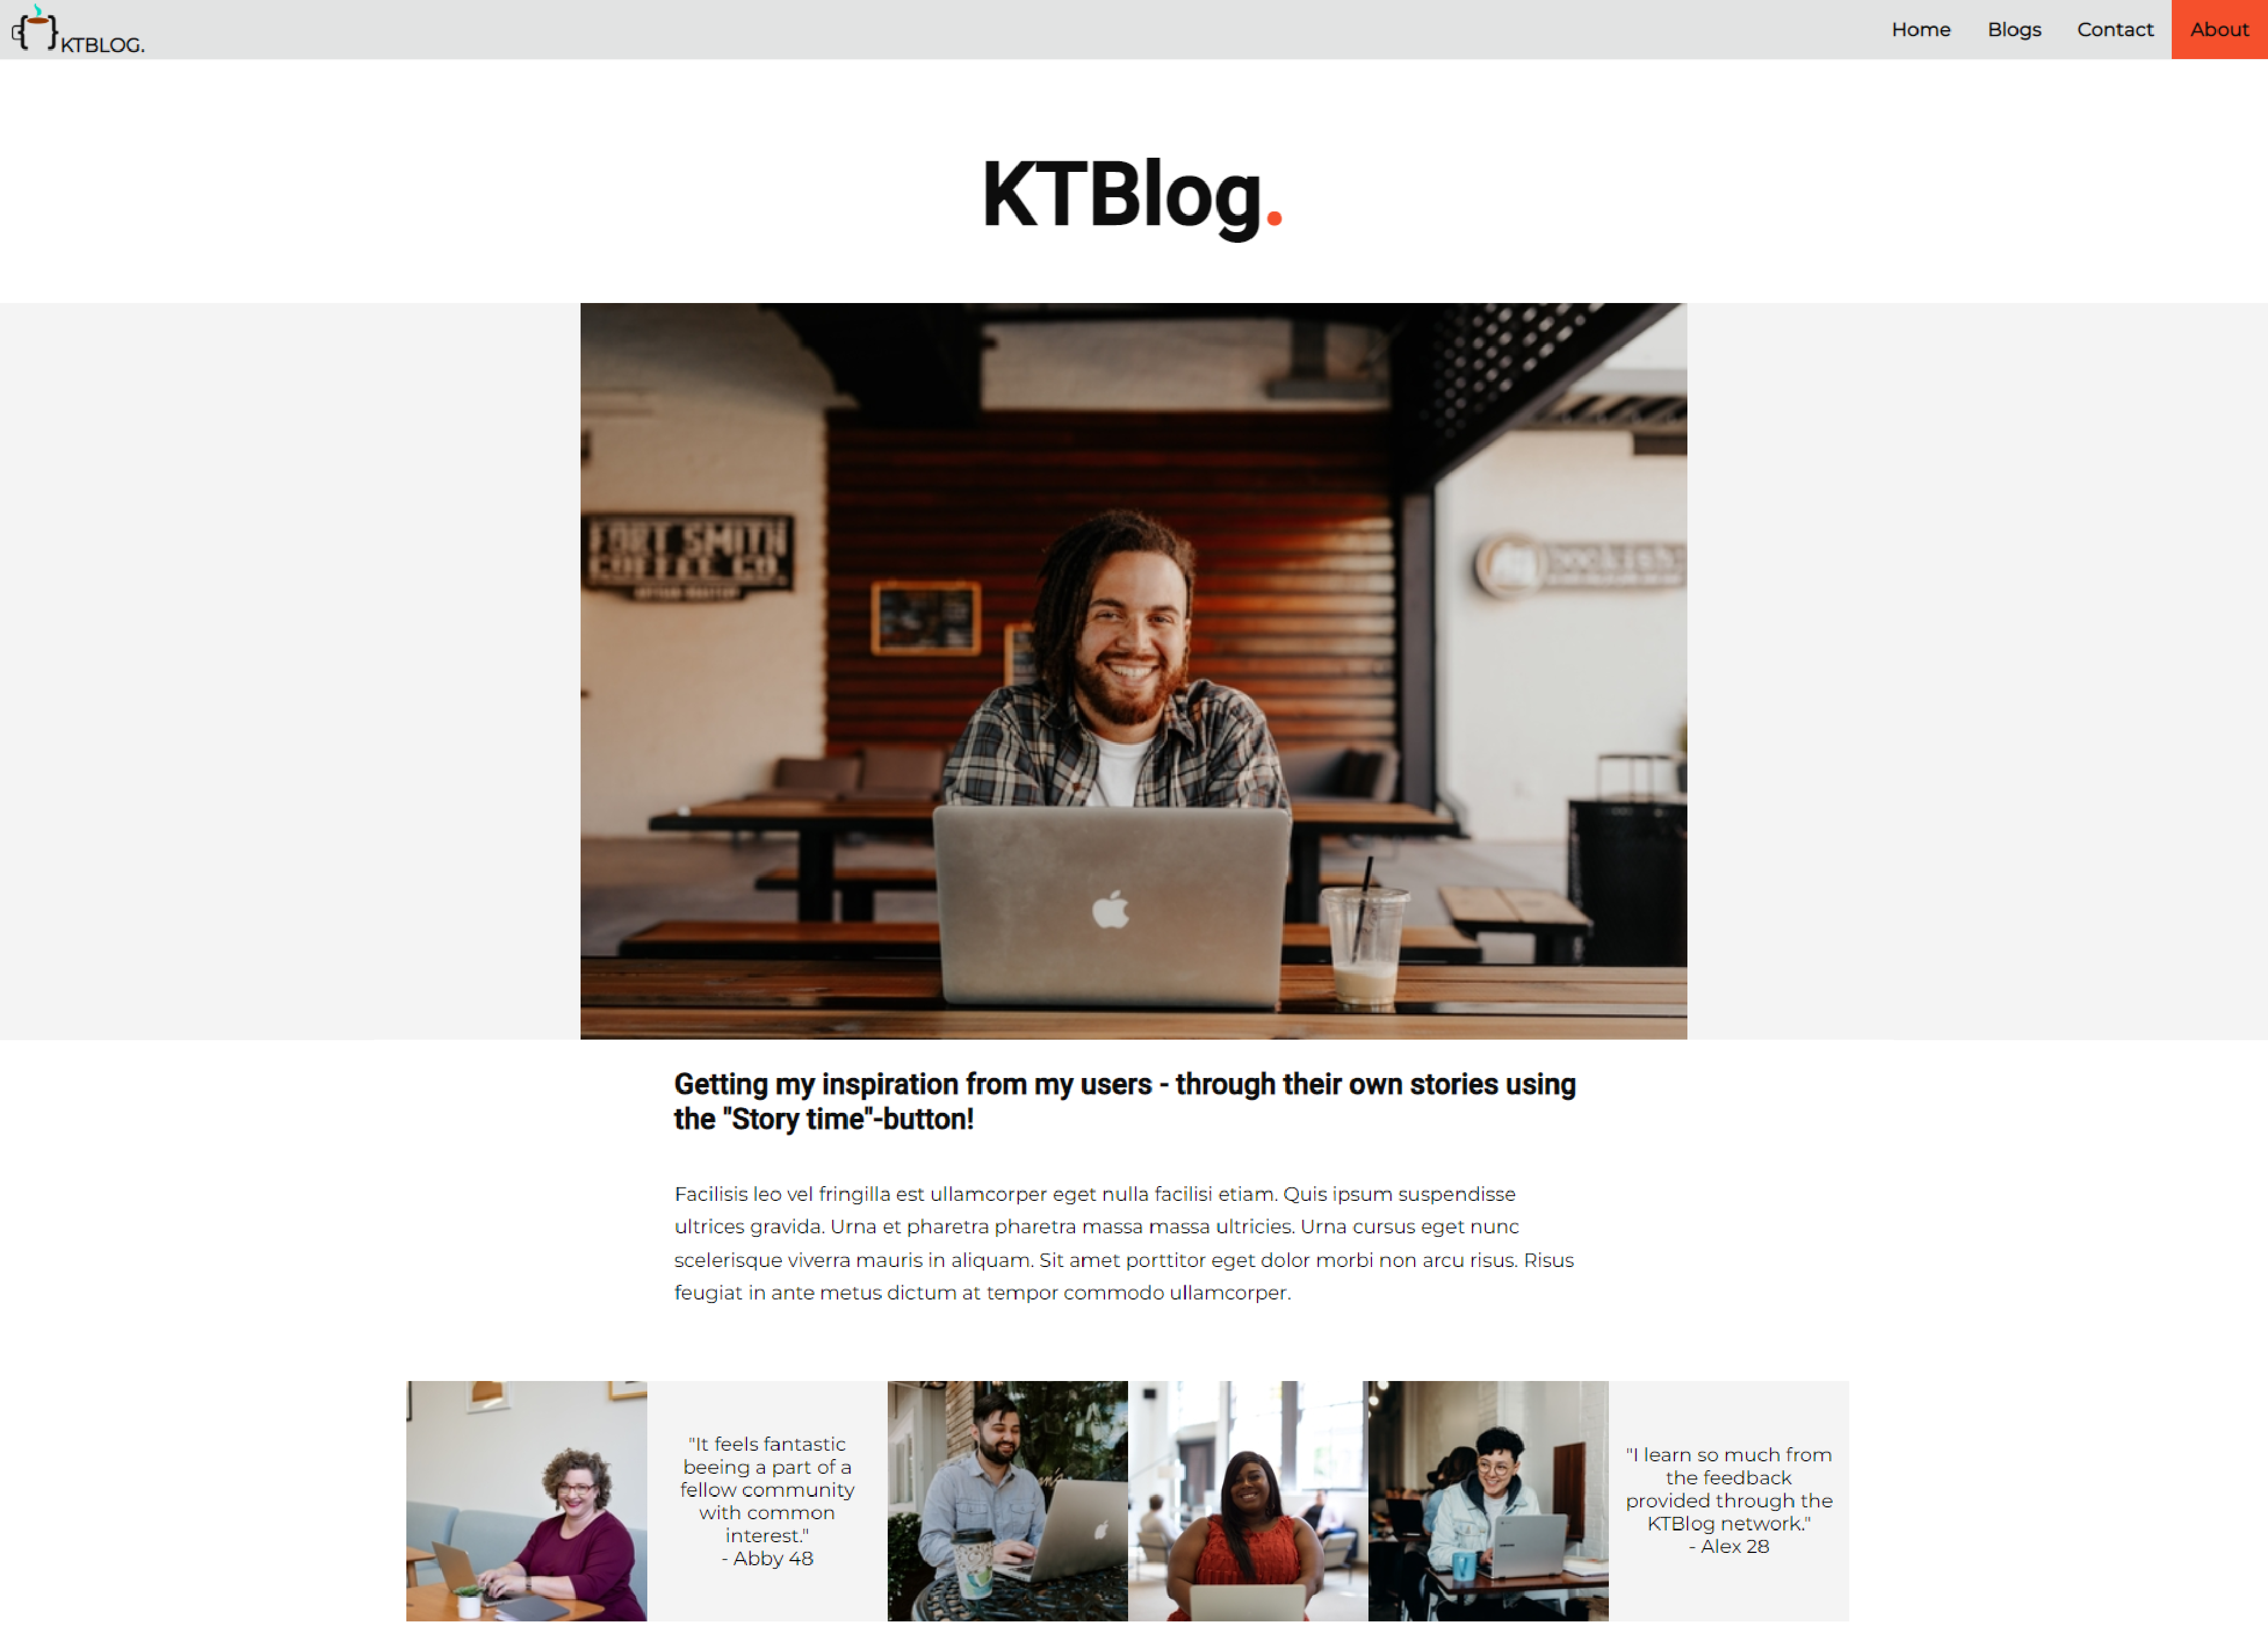 KTBLOG.
Home
Blogs
Contact
About
KTBlog.
FORT SMITH
COFFEE CO.
bookish
Getting my inspiration from my users - through their own stories using
the "Story time"-button!
Facilisis leo vel fringilla est ullamcorper eget nulla facilisi etiam. Quis ipsum suspendisse
ultrices gravida. Urna et pharetra pharetra massa massa ultricies. Urna cursus eget nunc
scelerisque viverra mauris in aliquam. Sit amet porttitor eget dolor morbi non arcu risus. Risus
feugiat in ante metus dictum at tempor commodo ullamcorper.
"It feels fantastic
beeing a part of a
fellow community
with common
interest."
- Abby 48
"I learn so much from
the feedback
provided through the
KTBlog network."
- Alex 28